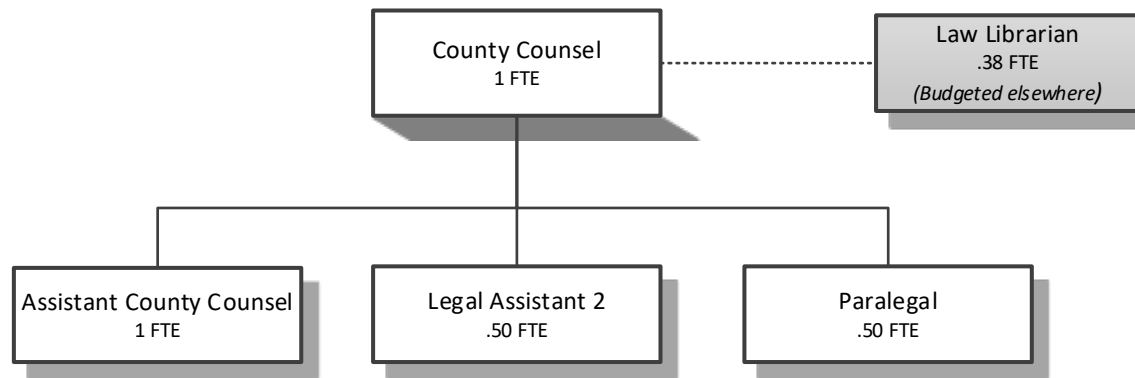 County Counsel
1 FTE
Law Librarian
.38 FTE
(Budgeted elsewhere)
Assistant County Counsel
1 FTE
Legal Assistant 2
.50 FTE
Paralegal
.50 FTE